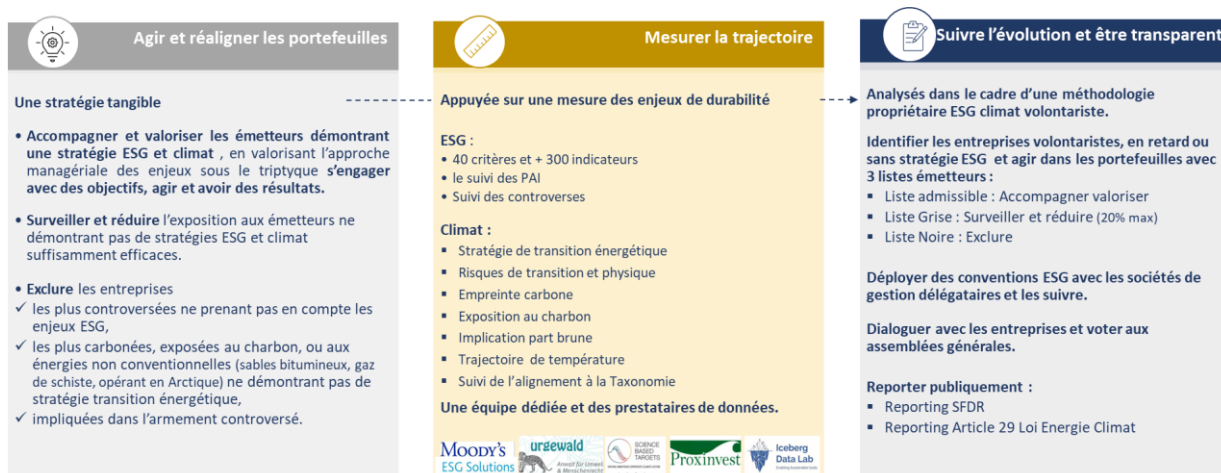 Agir et réaligner les portefeuilles
Une stratégie tangible
• Accompagner et valoriser les émetteurs démontrant
une stratégie ESG et climat , en valorisant l'approche
managériale des enjeux sous le triptyque s'engager
avec des objectifs, agir et avoir des résultats.
• Surveiller et réduire l'exposition aux émetteurs ne
démontrant pas de stratégies ESG et climat
suffisamment efficaces.
• Exclure les entreprises
✓ les plus controversées ne prenant pas en compte les
enjeux ESG,
✓ les plus carbonées, exposées au charbon, ou aux
énergies non conventionnelles (sables bitumineux, gaz
de schiste, opérant en Arctique) ne démontrant pas de
stratégie transition énergétique,
✓ impliquées dans l'armement controversé.
Mesurer la trajectoire
Appuyée sur une mesure des enjeux de durabilité
ESG :
• 40 critères et + 300 indicateurs
• le suivi des PAI
• Suivi des controverses
Climat :
▪ Stratégie de transition énergétique
▪ Risques de transition et physique
▪ Empreinte carbone
▪ Exposition au charbon
▪ Implication part brune
▪ Trajectoire de température
▪ Suivi de l'alignement à la Taxonomie
Une équipe dédiée et des prestataires de données.
MOODY'S
ESG Solutions
urgewald
Anwalt für Umwelt
& Menschenrechte
SCIENCE
BASED
TARGETS
Proxinvest
Iceberg
Data Lab
Suivre l'évolution et être transparent
Analysés dans le cadre d'une méthodologie
propriétaire ESG climat volontariste.
Identifier les entreprises volontaristes, en retard ou
sans stratégie ESG et agir dans les portefeuilles avec
3 listes émetteurs :
▪ Liste admissible : Accompagner valoriser
▪ Liste Grise : Surveiller et réduire (20% max)
▪ Liste Noire : Exclure
Déployer des conventions ESG avec les sociétés de
gestion délégataires et les suivre.
Dialoguer avec les entreprises et voter aux
assemblées générales.
Reporter publiquement :
▪ Reporting SFDR
▪ Reporting Article 29 Loi Energie Climat